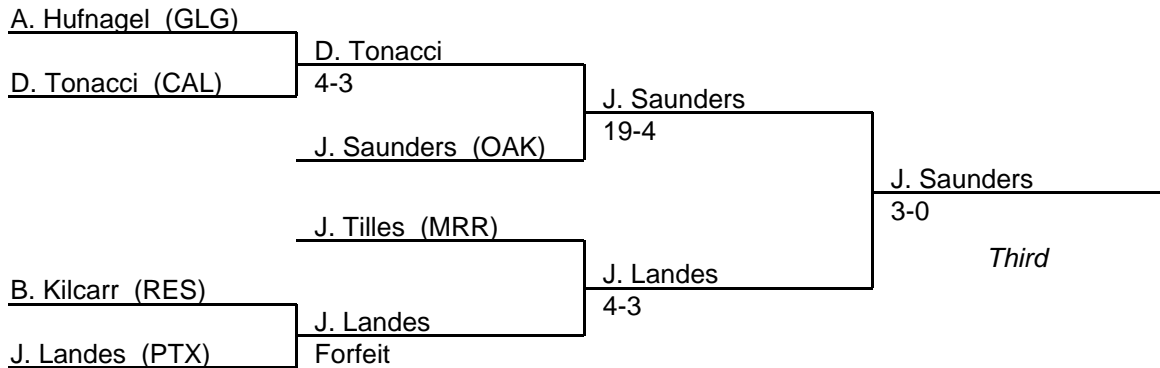 A. Hufnagel (GLG)
D. Tonacci
D. Tonacci (CAL)
4-3
J. Saunders
19-4
J. Saunders (OAK)
J. Saunders
3-0
J. Tilles (MRR)
Third
J. Landes
B. Kilcarr (RES)
4-3
J. Landes
J. Landes (PTX)
Forfeit